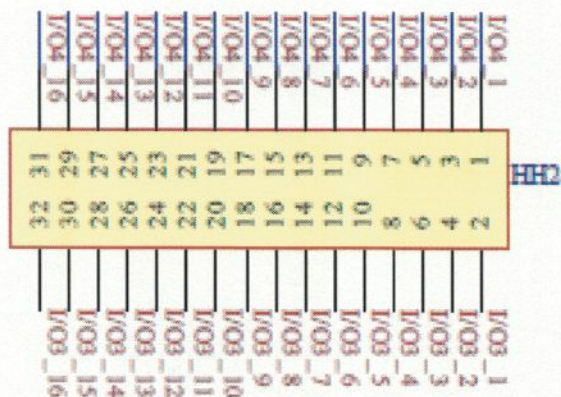 I/O4_16 I/O4_15 I/O4_14 I/O4_13 I/O4_12 I/O4_11 I/O4_10 I/O4_9 I/O4_8 I/O4_7 I/O4_6 I/O4_5 I/O4_4 I/O4_3 I/O4_2 I/O4_1
31 29 27 25 23 21 19 17 15 13 11 9 7 5 3 1
HH2
32 30 28 26 24 22 20 18 16 14 12 10 8 6 4 2
I/O3_16 I/O3_15 I/O3_14 I/O3_13 I/O3_12 I/O3_11 I/O3_10 I/O3_9 I/O3_8 I/O3_7 I/O3_6 I/O3_5 I/O3_4 I/O3_3 I/O3_2 I/O3_1